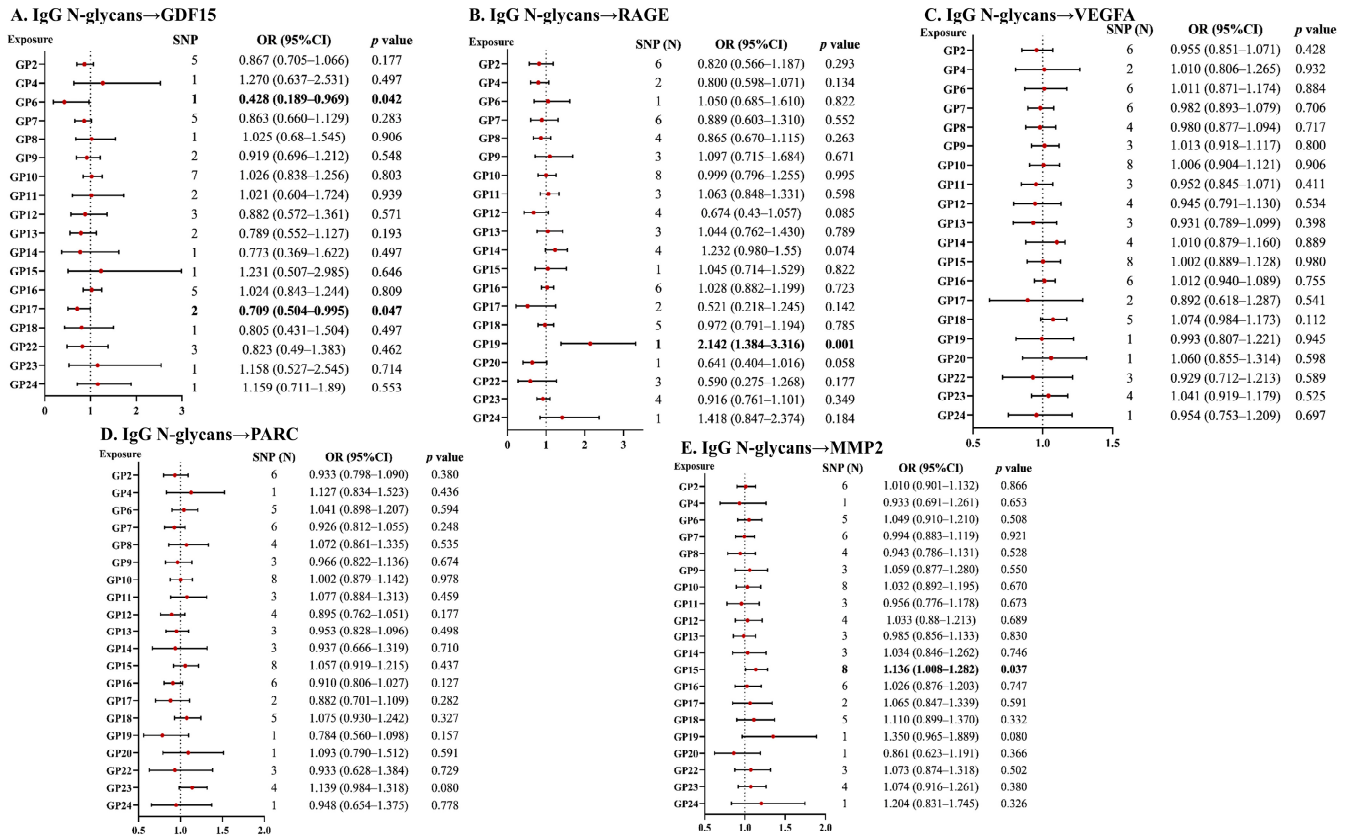 A. IgG N-glycans→GDF15
Exposure SNP OR (95%CI) p value
GP2 5 0.867 (0.705–1.066) 0.177
GP4 1 1.270 (0.637–2.531) 0.497
GP6 1 0.428 (0.189–0.969) 0.042
GP7 5 0.863 (0.660–1.129) 0.283
GP8 1 1.025 (0.68–1.545) 0.906
GP9 2 0.919 (0.696–1.212) 0.548
GP10 7 1.026 (0.838–1.256) 0.803
GP11 2 1.021 (0.604–1.724) 0.939
GP12 3 0.882 (0.572–1.361) 0.571
GP13 2 0.789 (0.552–1.127) 0.193
GP14 1 0.773 (0.369–1.622) 0.497
GP15 1 1.231 (0.507–2.985) 0.646
GP16 5 1.024 (0.843–1.244) 0.809
GP17 2 0.709 (0.504–0.995) 0.047
GP18 1 0.805 (0.431–1.504) 0.497
GP22 3 0.823 (0.49–1.383) 0.462
GP23 1 1.158 (0.527–2.545) 0.714
GP24 1 1.159 (0.711–1.89) 0.553
0 1 2 3
B. IgG N-glycans→RAGE
Exposure SNP (N) OR (95%CI) p value
GP2 6 0.820 (0.566–1.187) 0.293
GP4 2 0.800 (0.598–1.071) 0.134
GP6 1 1.050 (0.685–1.610) 0.822
GP7 6 0.889 (0.603–1.310) 0.552
GP8 4 0.865 (0.670–1.115) 0.263
GP9 3 1.097 (0.715–1.684) 0.671
GP10 8 0.999 (0.796–1.255) 0.995
GP11 3 1.063 (0.848–1.331) 0.598
GP12 4 0.674 (0.43–1.057) 0.085
GP13 3 1.044 (0.762–1.430) 0.789
GP14 4 1.232 (0.980–1.55) 0.074
GP15 1 1.045 (0.714–1.529) 0.822
GP16 6 1.028 (0.882–1.199) 0.723
GP17 2 0.521 (0.218–1.245) 0.142
GP18 5 0.972 (0.791–1.194) 0.785
GP19 1 2.142 (1.384–3.316) 0.001
GP20 1 0.641 (0.404–1.016) 0.058
GP22 3 0.590 (0.275–1.268) 0.177
GP23 4 0.916 (0.761–1.101) 0.349
GP24 1 1.418 (0.847–2.374) 0.184
0 1 2 3
C. IgG N-glycans→VEGFA
Exposure SNP (N) OR (95%CI) p value
GP2 6 0.955 (0.851–1.071) 0.428
GP4 2 1.010 (0.806–1.265) 0.932
GP6 6 1.011 (0.871–1.174) 0.884
GP7 6 0.982 (0.893–1.079) 0.706
GP8 4 0.980 (0.877–1.094) 0.717
GP9 3 1.013 (0.918–1.117) 0.800
GP10 8 1.006 (0.904–1.121) 0.906
GP11 3 0.952 (0.845–1.071) 0.411
GP12 4 0.945 (0.791–1.130) 0.534
GP13 3 0.931 (0.789–1.099) 0.398
GP14 4 1.010 (0.879–1.160) 0.889
GP15 8 1.002 (0.889–1.128) 0.980
GP16 6 1.012 (0.940–1.089) 0.755
GP17 2 0.892 (0.618–1.287) 0.541
GP18 5 1.074 (0.984–1.173) 0.112
GP19 1 0.993 (0.807–1.221) 0.945
GP20 1 1.060 (0.855–1.314) 0.598
GP22 3 0.929 (0.712–1.213) 0.589
GP23 4 1.041 (0.919–1.179) 0.525
GP24 1 0.954 (0.753–1.209) 0.697
0.5 1.0 1.5
D. IgG N-glycans→PARC
Exposure SNP (N) OR (95%CI) p value
GP2 6 0.933 (0.798–1.090) 0.380
GP4 1 1.127 (0.834–1.523) 0.436
GP6 5 1.041 (0.898–1.207) 0.594
GP7 6 0.926 (0.812–1.055) 0.248
GP8 4 1.072 (0.861–1.335) 0.535
GP9 3 0.966 (0.822–1.136) 0.674
GP10 8 1.002 (0.879–1.142) 0.978
GP11 3 1.077 (0.884–1.313) 0.459
GP12 4 0.895 (0.762–1.051) 0.177
GP13 3 0.953 (0.828–1.096) 0.498
GP14 3 0.937 (0.666–1.319) 0.710
GP15 8 1.057 (0.919–1.215) 0.437
GP16 6 0.910 (0.806–1.027) 0.127
GP17 2 0.882 (0.701–1.109) 0.282
GP18 5 1.075 (0.930–1.242) 0.327
GP19 1 0.784 (0.560–1.098) 0.157
GP20 1 1.093 (0.790–1.512) 0.591
GP22 3 0.933 (0.628–1.384) 0.729
GP23 4 1.139 (0.984–1.318) 0.080
GP24 1 0.948 (0.654–1.375) 0.778
0.5 1.0 1.5 2.0
E. IgG N-glycans→MMP2
Exposure SNP (N) OR (95%CI) p value
GP2 6 1.010 (0.901–1.132) 0.866
GP4 1 0.933 (0.691–1.261) 0.653
GP6 5 1.049 (0.910–1.210) 0.508
GP7 6 0.994 (0.883–1.119) 0.921
GP8 4 0.943 (0.786–1.131) 0.528
GP9 3 1.059 (0.877–1.280) 0.550
GP10 8 1.032 (0.892–1.195) 0.670
GP11 3 0.956 (0.776–1.178) 0.673
GP12 4 1.033 (0.88–1.213) 0.689
GP13 3 0.985 (0.856–1.133) 0.830
GP14 3 1.034 (0.846–1.262) 0.746
GP15 8 1.136 (1.008–1.282) 0.037
GP16 6 1.026 (0.876–1.203) 0.747
GP17 2 1.065 (0.847–1.339) 0.591
GP18 5 1.110 (0.899–1.370) 0.332
GP19 1 1.350 (0.965–1.889) 0.080
GP20 1 0.861 (0.623–1.191) 0.366
GP22 3 1.073 (0.874–1.318) 0.502
GP23 4 1.074 (0.916–1.261) 0.380
GP24 1 1.204 (0.831–1.745) 0.326
0.5 1.0 1.5 2.0